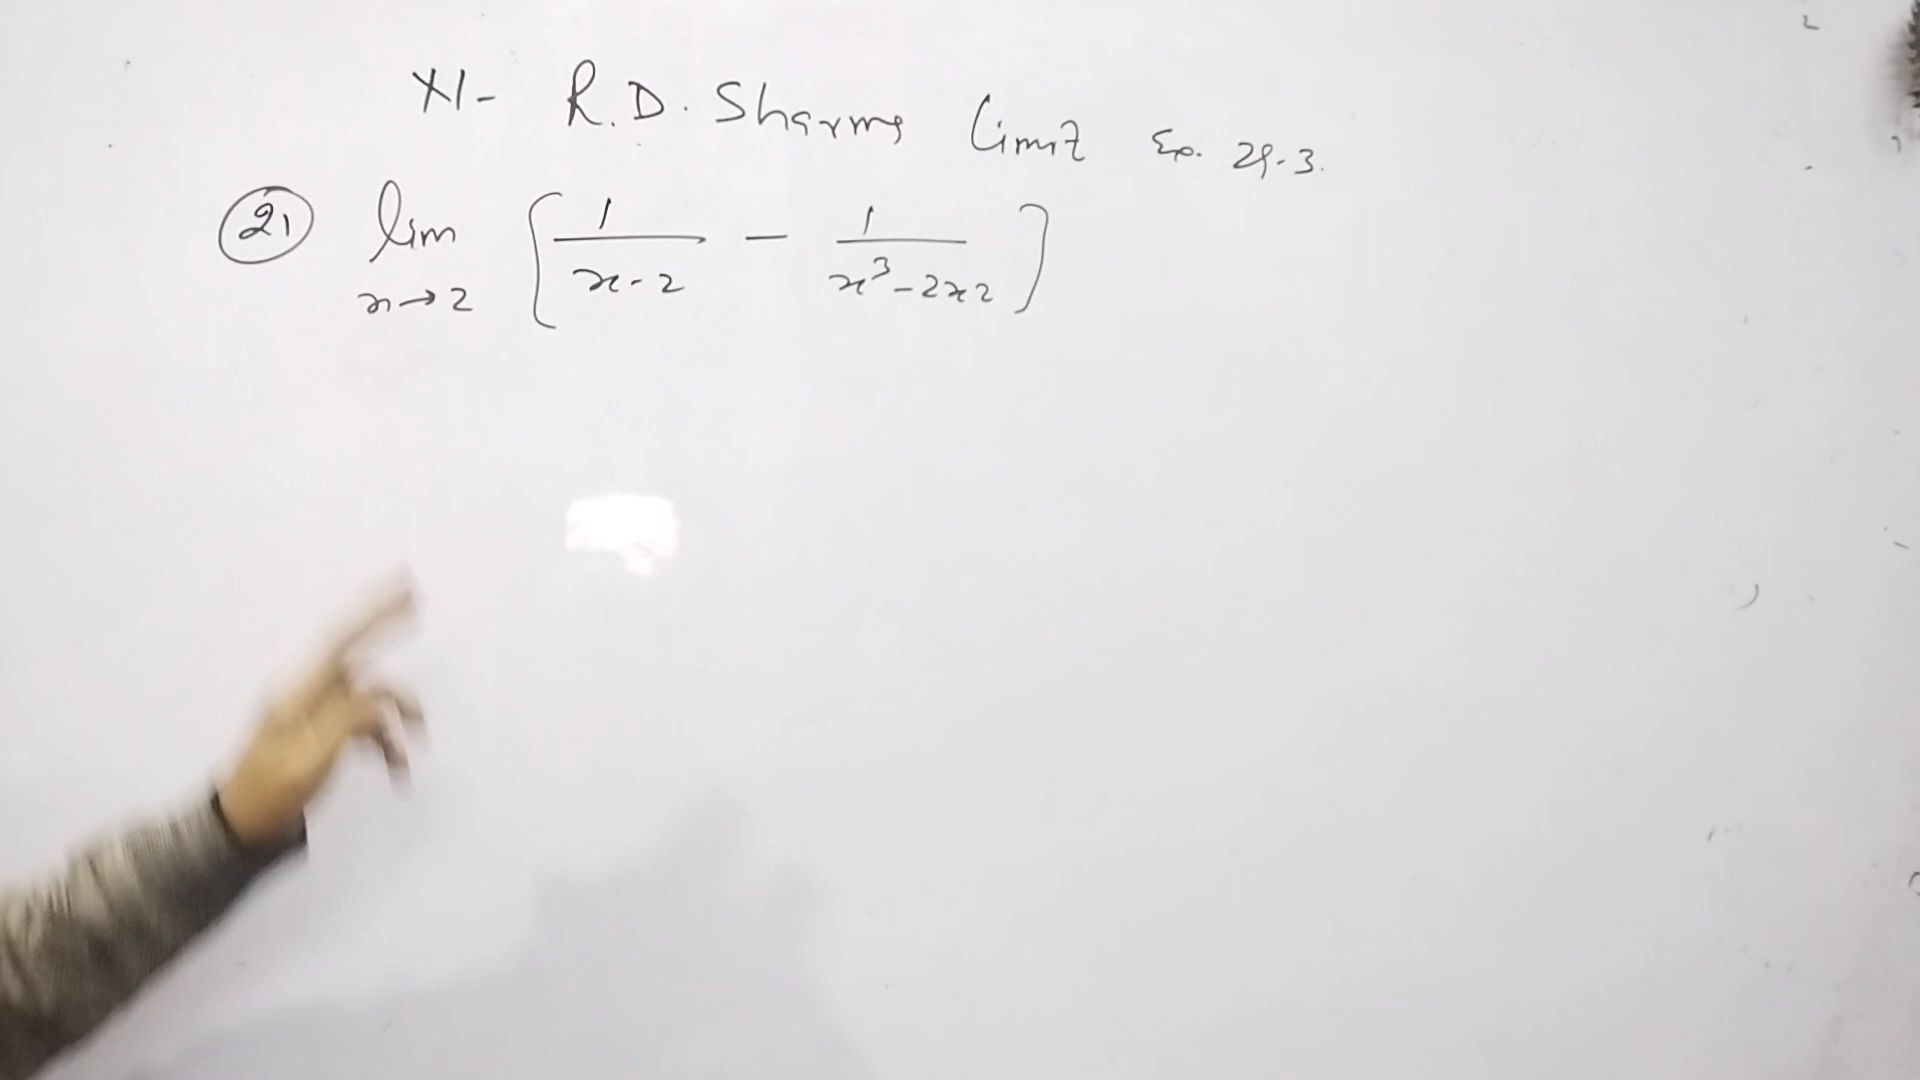 XI- R.D. Sharma Limit Ex. 29.3.
21 lim x→2 [ 1/(x-2) - 1/(x³-2x2) ]